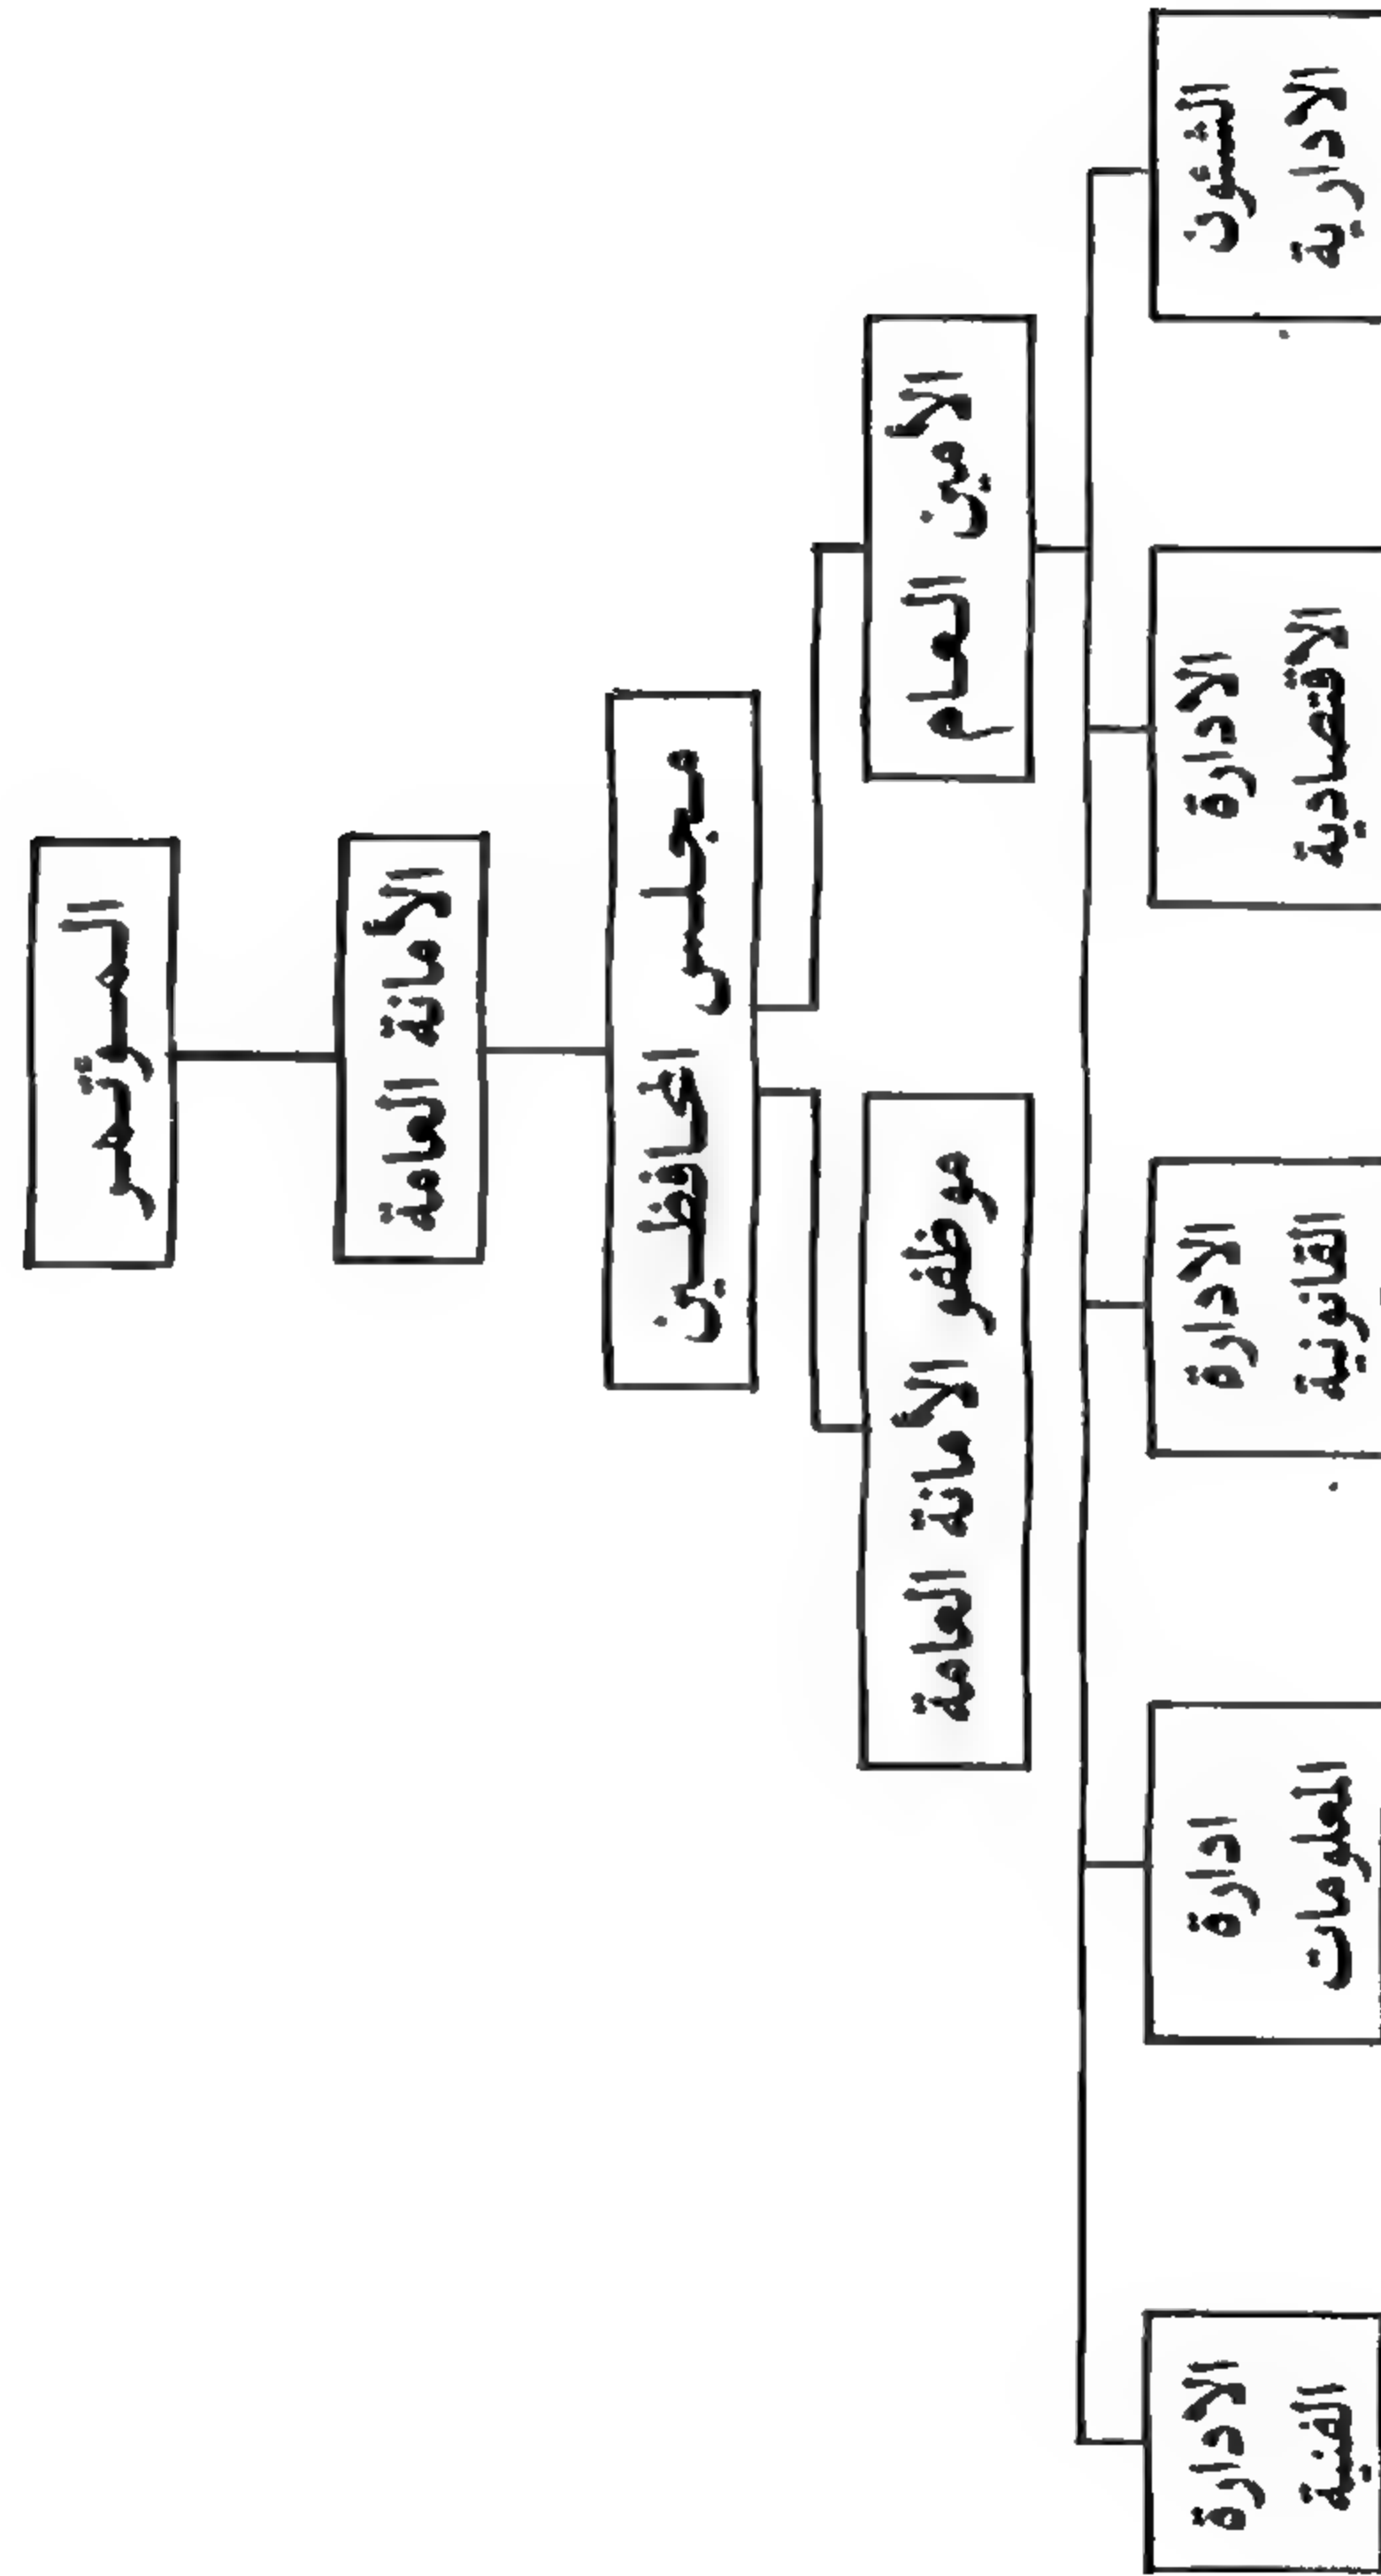 المؤتمر
الأمانة العامة
مجلس المحافظين
الأمين العام
موظفو الأمانة العامة
الشئون
الادارية
الادارة
الاقتصادية
الادارة
القانونية
ادارة
المعلومات
الادارة
الفنية